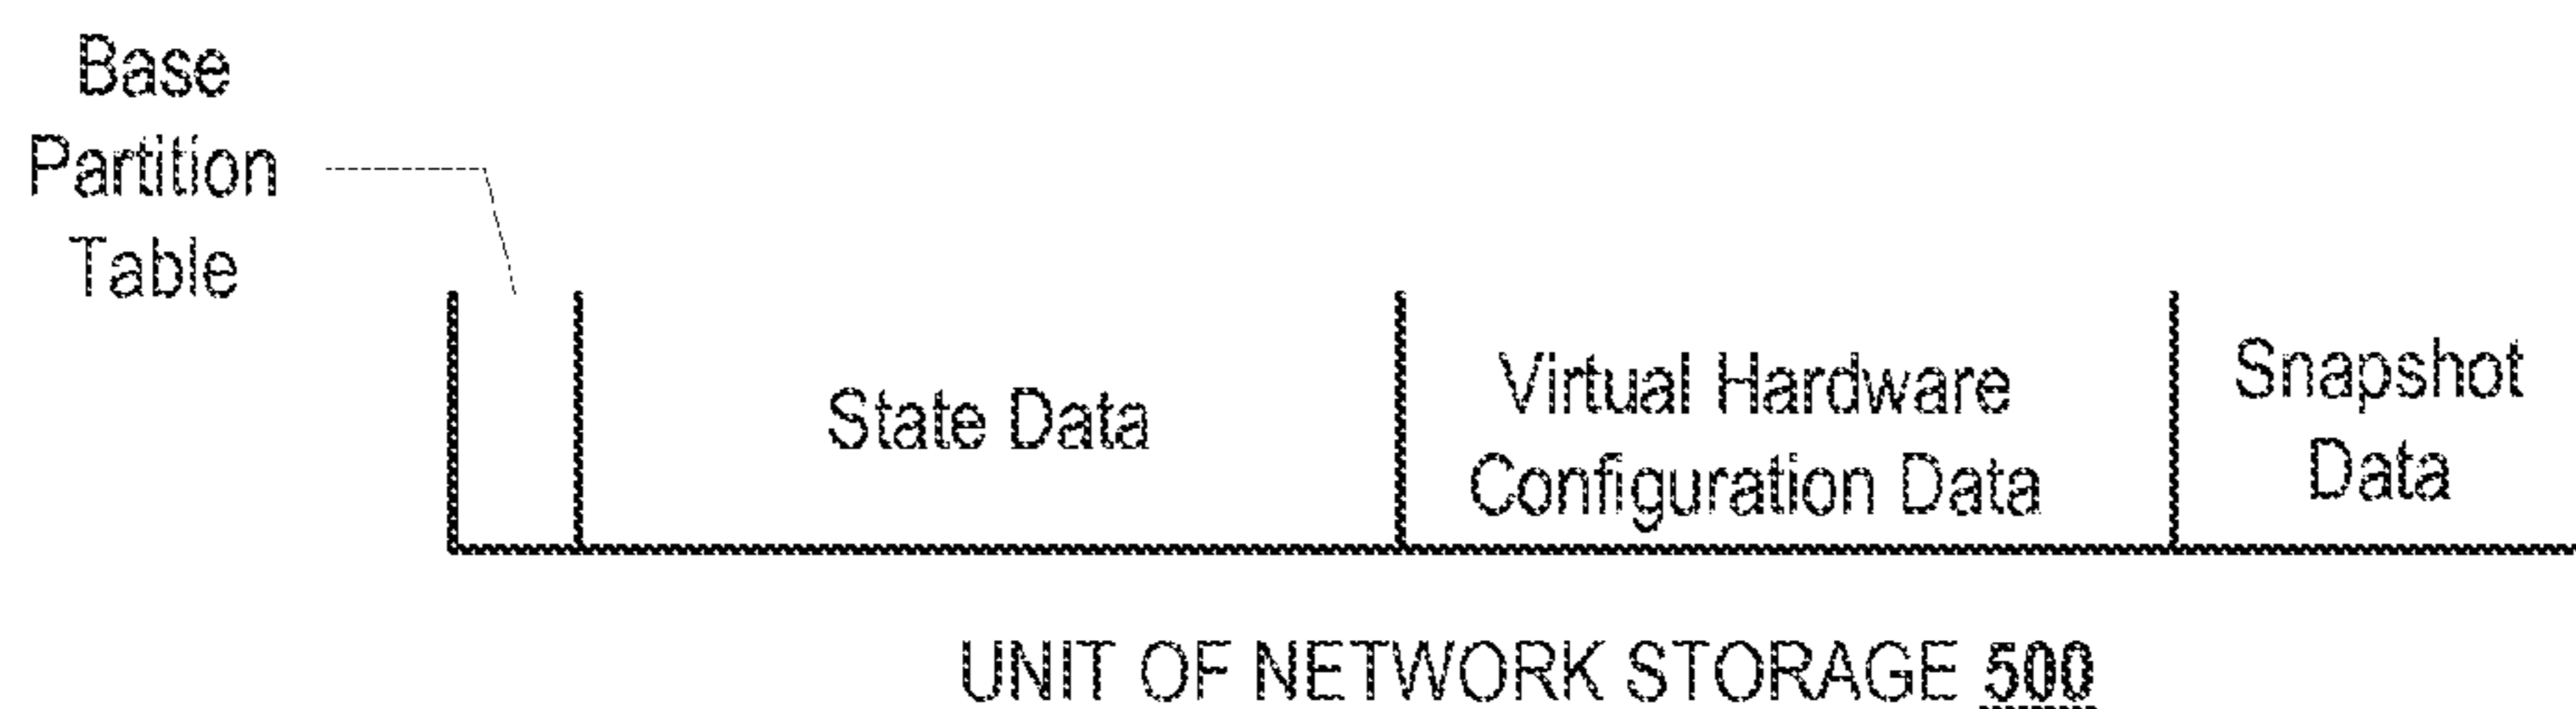 Base
Partition
Table
State Data
Virtual Hardware
Configuration Data
Snapshot
Data
UNIT OF NETWORK STORAGE 500